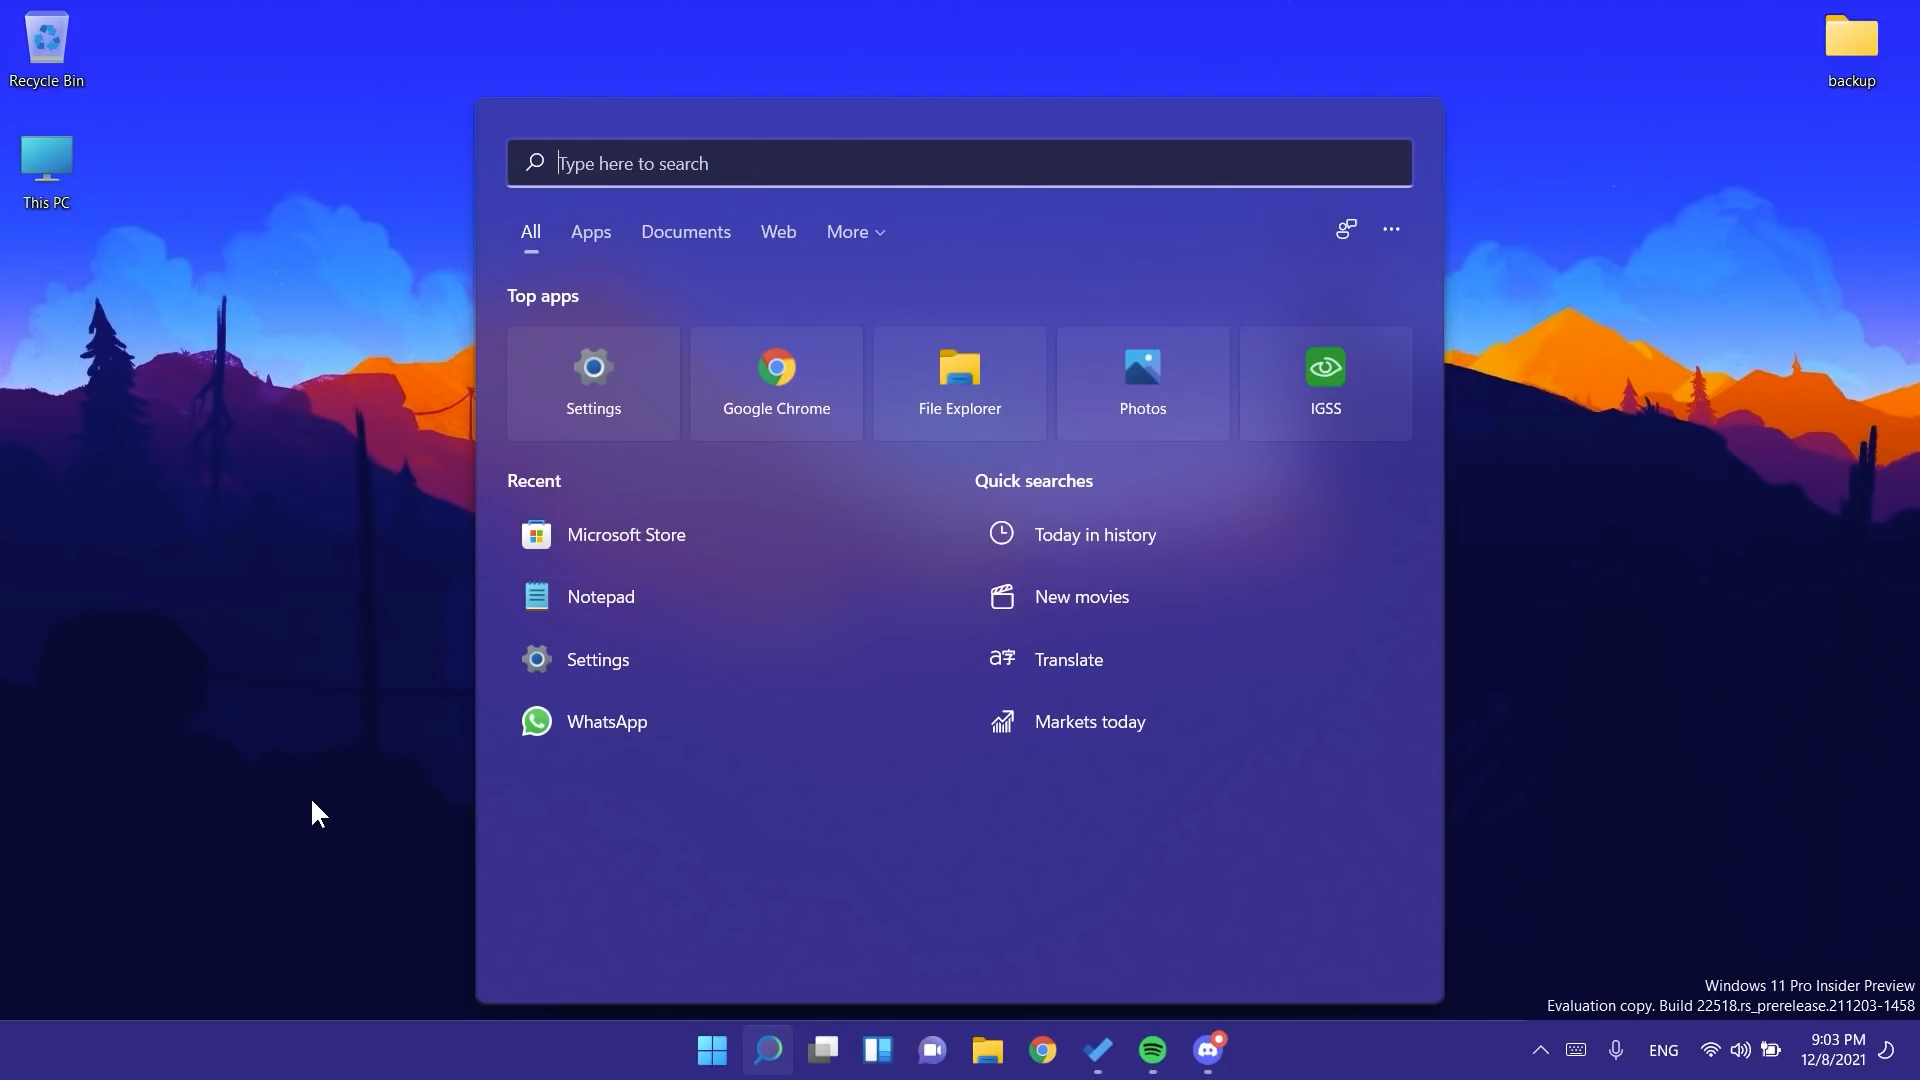 Recycle Bin
This PC
backup
Type here to search
All Apps Documents Web More
Top apps
Settings Google Chrome File Explorer Photos IGSS
Recent
Microsoft Store
Notepad
Settings
WhatsApp
Quick searches
Today in history
New movies
Translate
Markets today
Windows 11 Pro Insider Preview
Evaluation copy. Build 22518.rs_prerelease.211203-1458
ENG
9:03 PM
12/8/2021